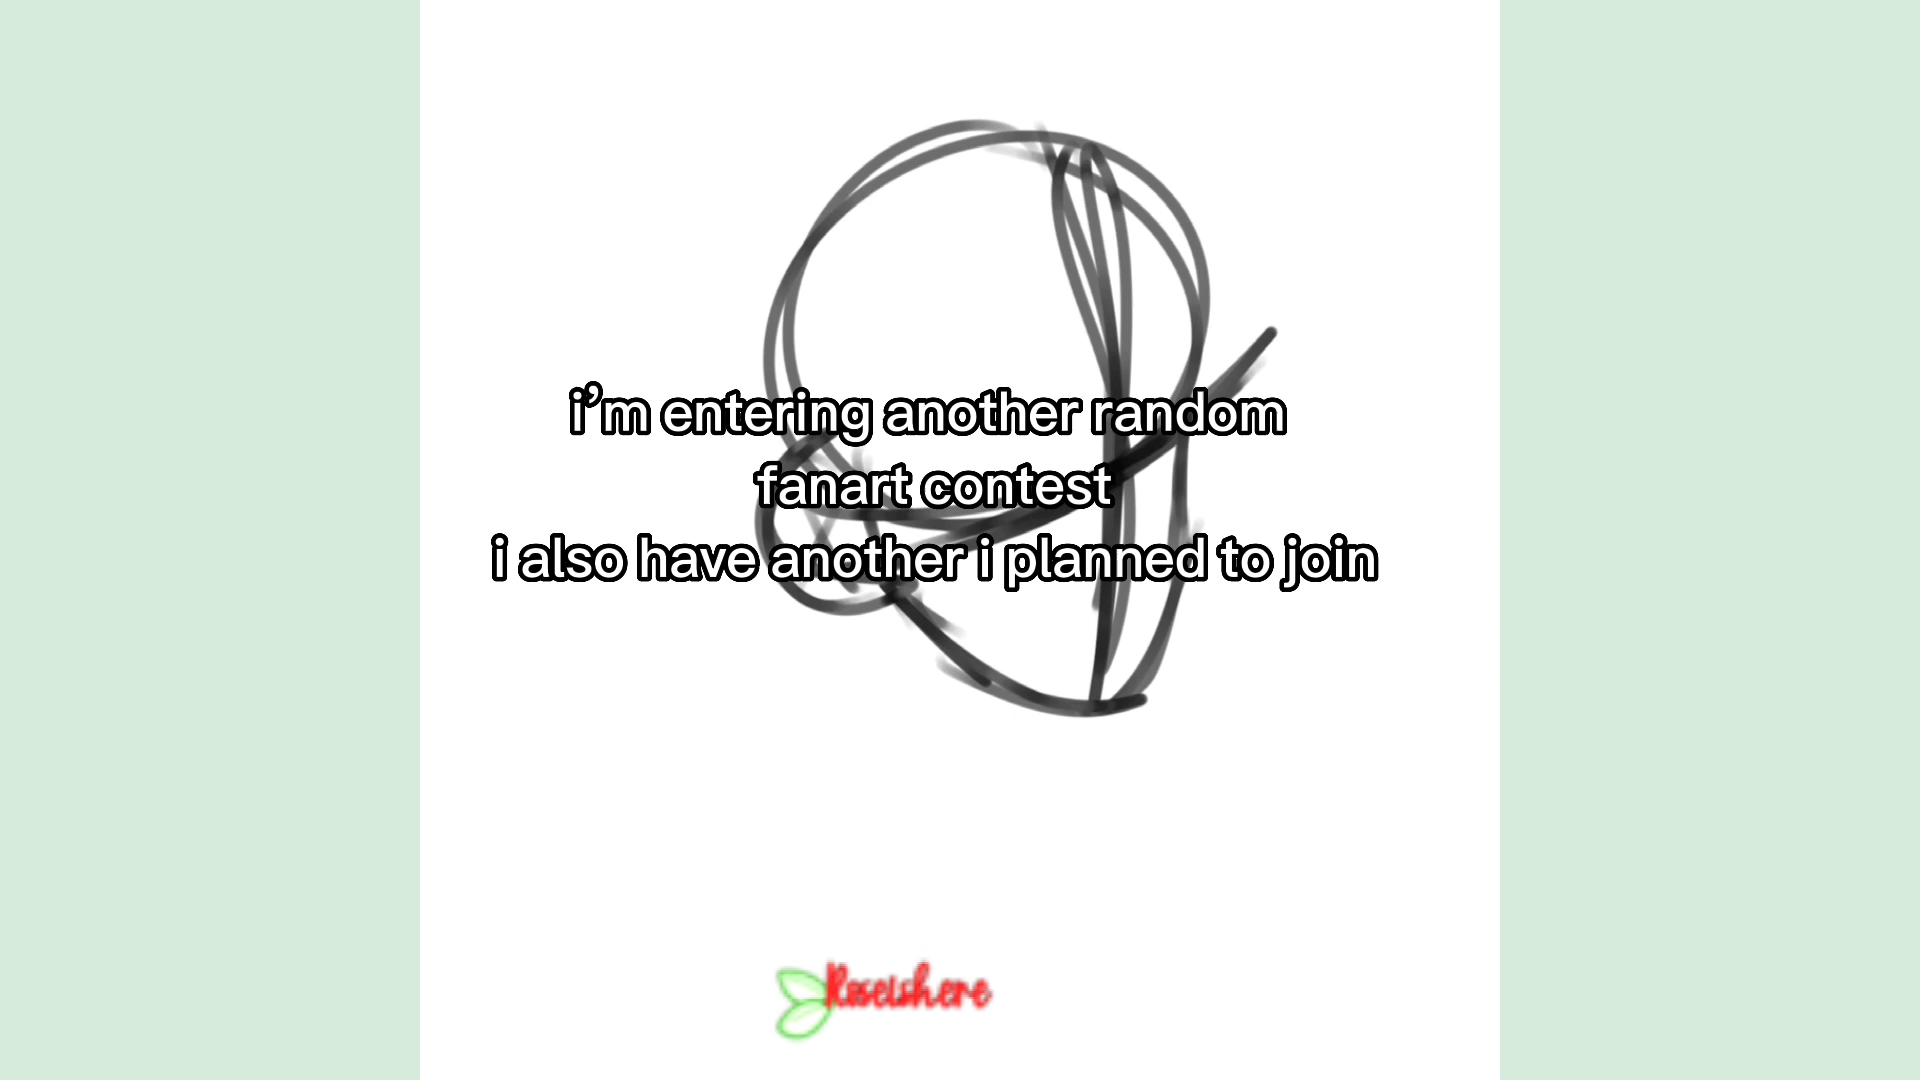 i’m entering another random
fanart contest
i also have another i planned to join
Roseishere